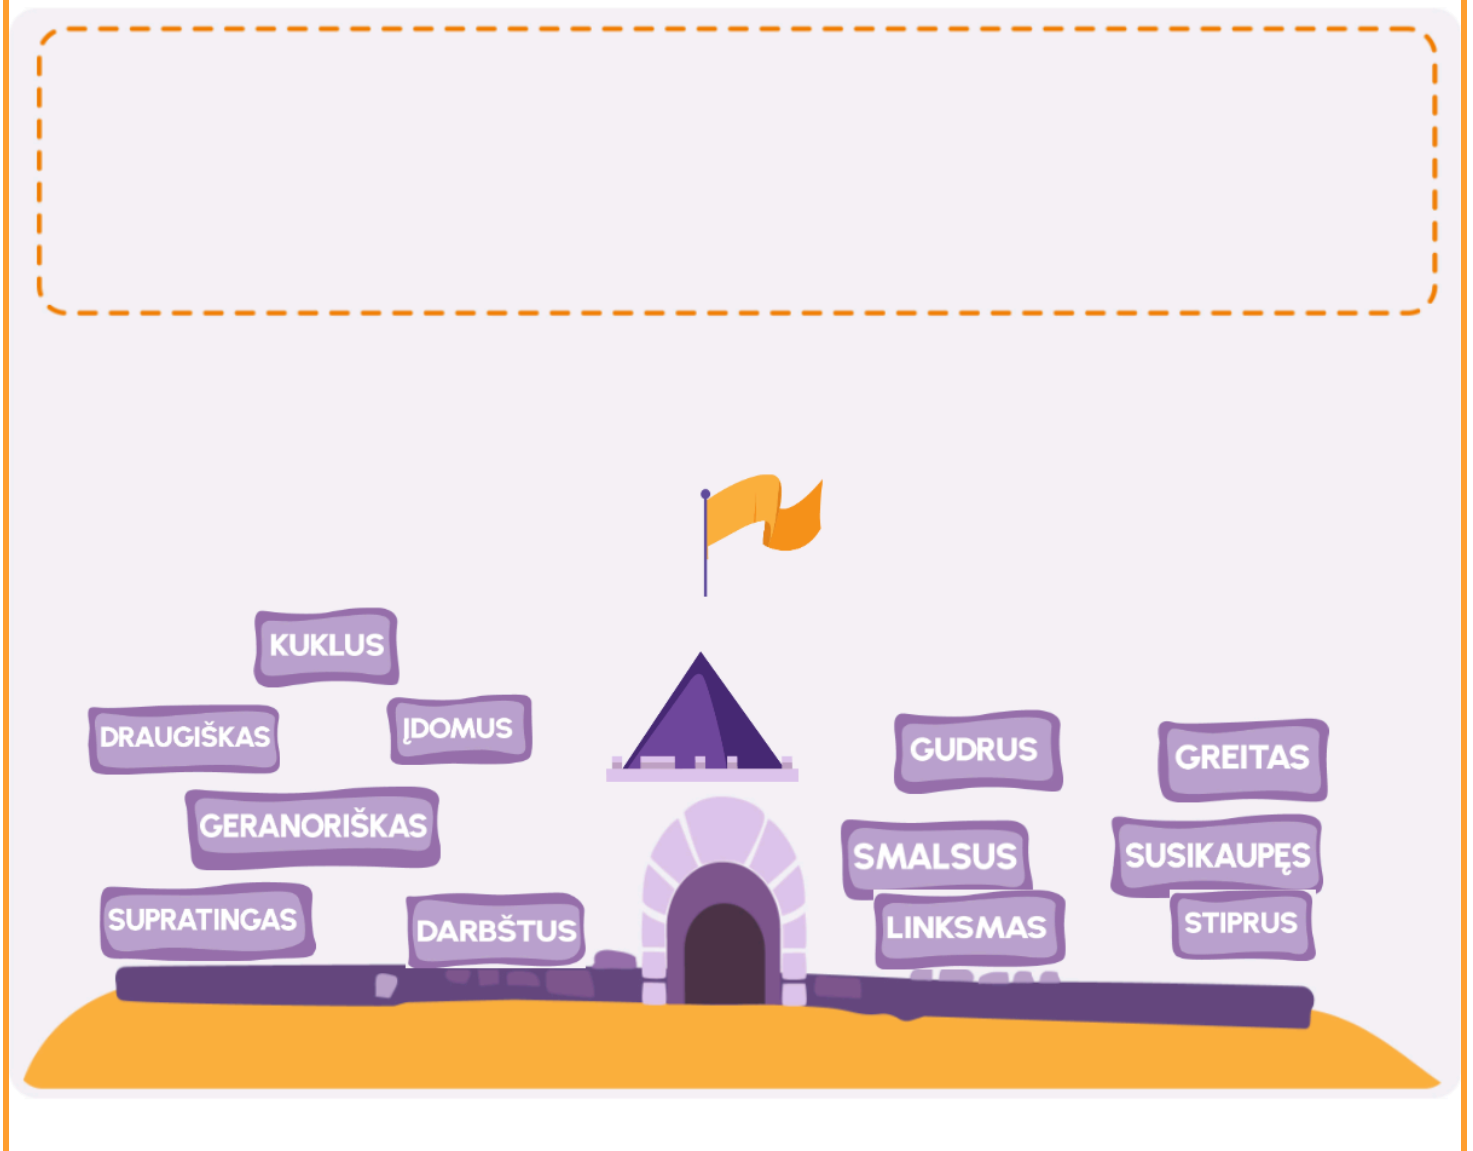 KUKLUS
DRAUGIŠKAS
ĮDOMUS
GERANORIŠKAS
SUPRATINGAS
DARBŠTUS
GUDRUS
GREITAS
SMALSUS
SUSIKAUPĘS
LINKSMAS
STIPRUS